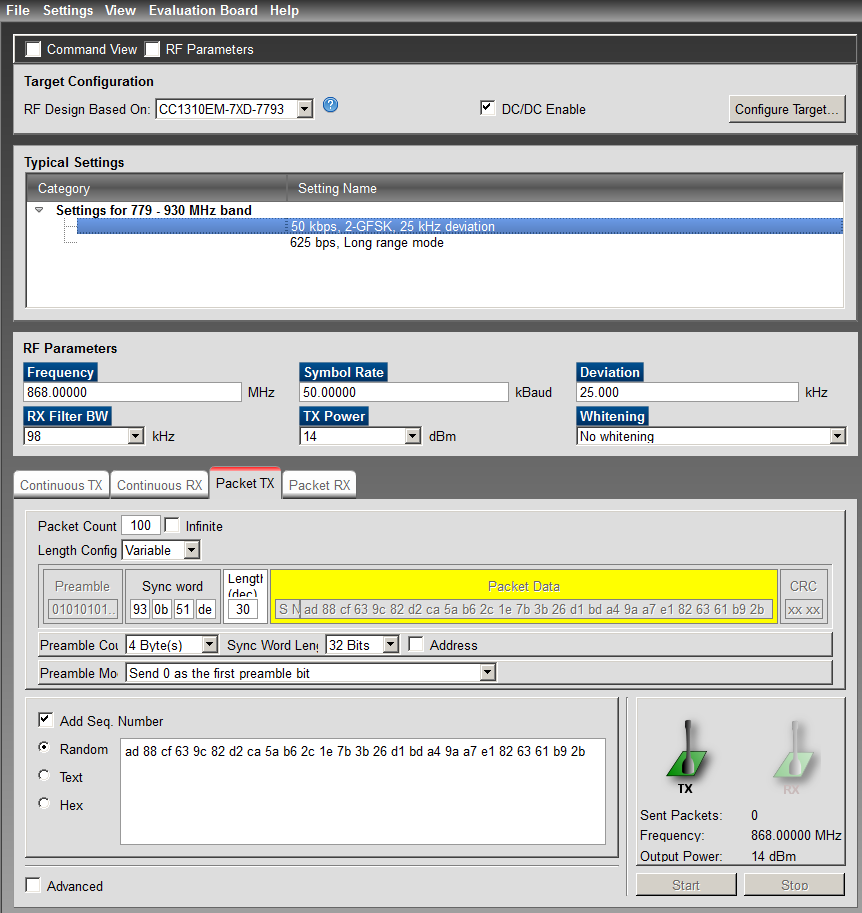 File Settings View Evaluation Board Help
Command View RF Parameters
Target Configuration
RF Design Based On: CC1310EM-7XD-7793 ? DC/DC Enable Configure Target...
Typical Settings
Category Setting Name
Settings for 779 - 930 MHz band
50 kbps, 2-GFSK, 25 kHz deviation
625 bps, Long range mode
RF Parameters
Frequency Symbol Rate Deviation
868.00000 MHz 50.00000 kBaud 25.000 kHz
RX Filter BW TX Power Whitening
98 kHz 14 dBm No whitening
Continuous TX Continuous RX Packet TX Packet RX
Packet Count 100 Infinite
Length Config Variable
Preamble Sync word Length (dec) Packet Data CRC
01010101.. 93 0b 51 de 30 S N ad 88 cf 63 9c 82 d2 ca 5a b6 2c 1e 7b 3b 26 d1 bd a4 9a a7 e1 82 63 61 b9 2b xx xx
Preamble Cou 4 Byte(s) Sync Word Leng 32 Bits Address
Preamble Mo Send 0 as the first preamble bit
Add Seq. Number
Random ad 88 cf 63 9c 82 d2 ca 5a b6 2c 1e 7b 3b 26 d1 bd a4 9a a7 e1 82 63 61 b9 2b
Text
Hex
TX RX
Sent Packets: 0
Frequency: 868.00000 MHz
Output Power: 14 dBm
Advanced Start Stop